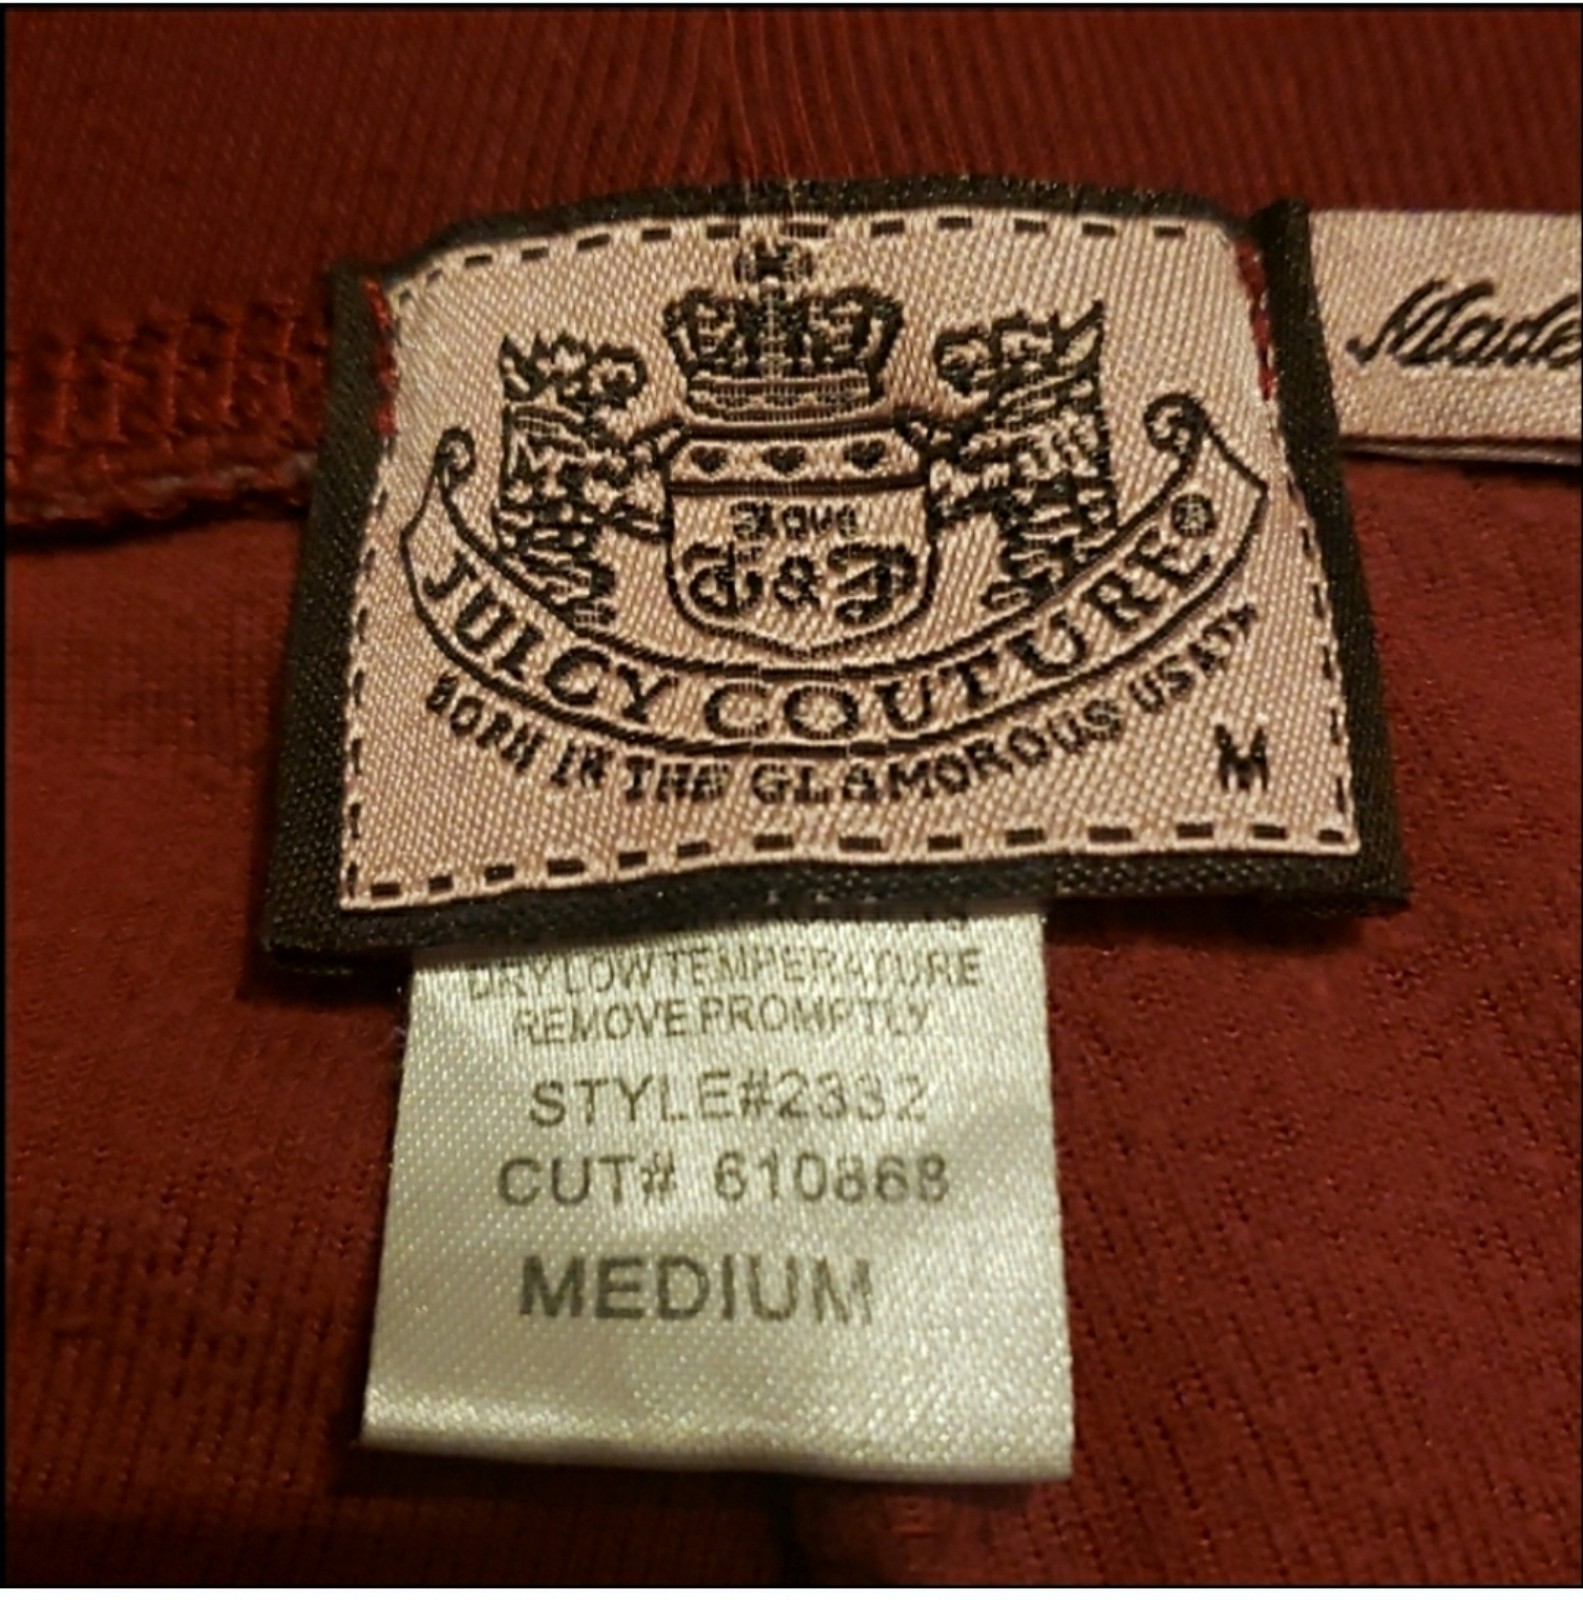 Made
Love
G & P
JUICY COUTURE®
BORN IN THE GLAMOROUS USA
M
DRY LOW TEMPERATURE
REMOVE PROMPTLY
STYLE#2332
CUT# 610868
MEDIUM